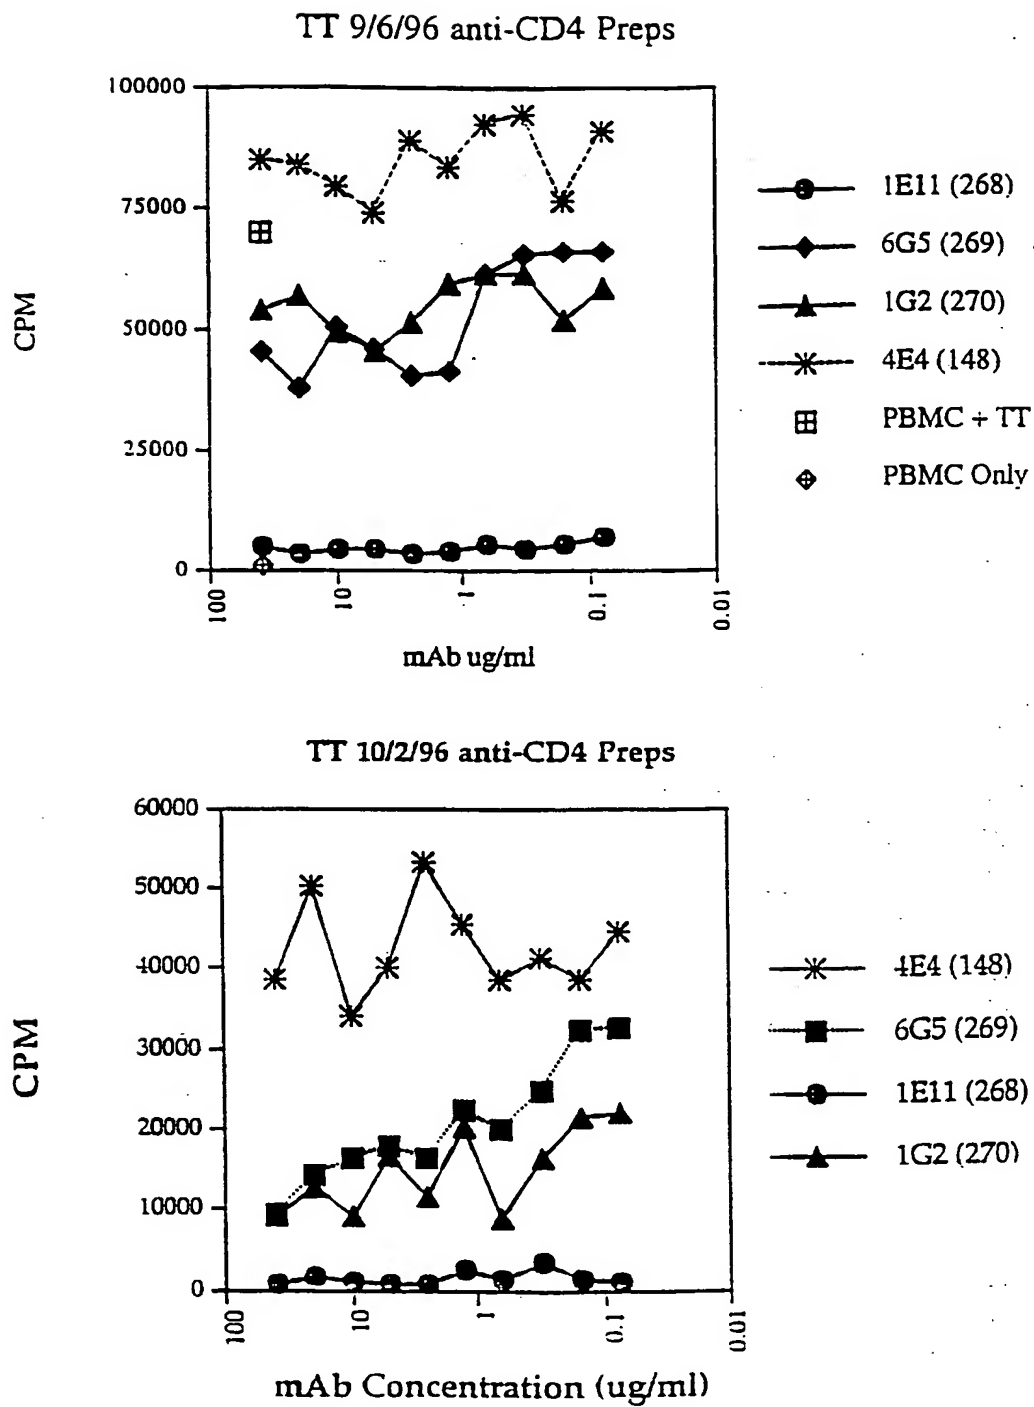 TT 9/6/96 anti-CD4 Preps
100000
75000
50000
25000
0
CPM
100
10
1
0.1
0.01
mAb ug/ml
1E11 (268)
6G5 (269)
1G2 (270)
4E4 (148)
PBMC + TT
PBMC Only
TT 10/2/96 anti-CD4 Preps
60000
50000
40000
30000
20000
10000
0
CPM
100
10
1
0.1
0.01
mAb Concentration (ug/ml)
4E4 (148)
6G5 (269)
1E11 (268)
1G2 (270)